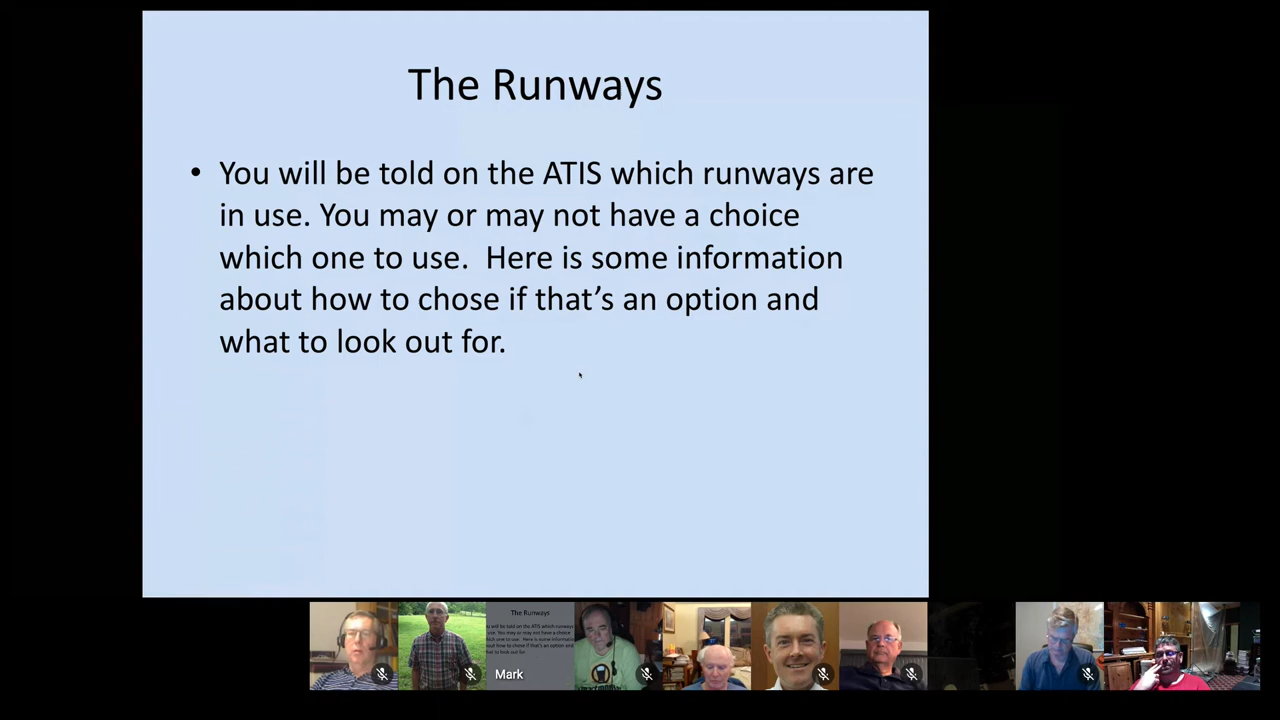 The Runways
• You will be told on the ATIS which runways are
in use. You may or may not have a choice
which one to use.  Here is some information
about how to chose if that’s an option and
what to look out for.
The Runways
Mark